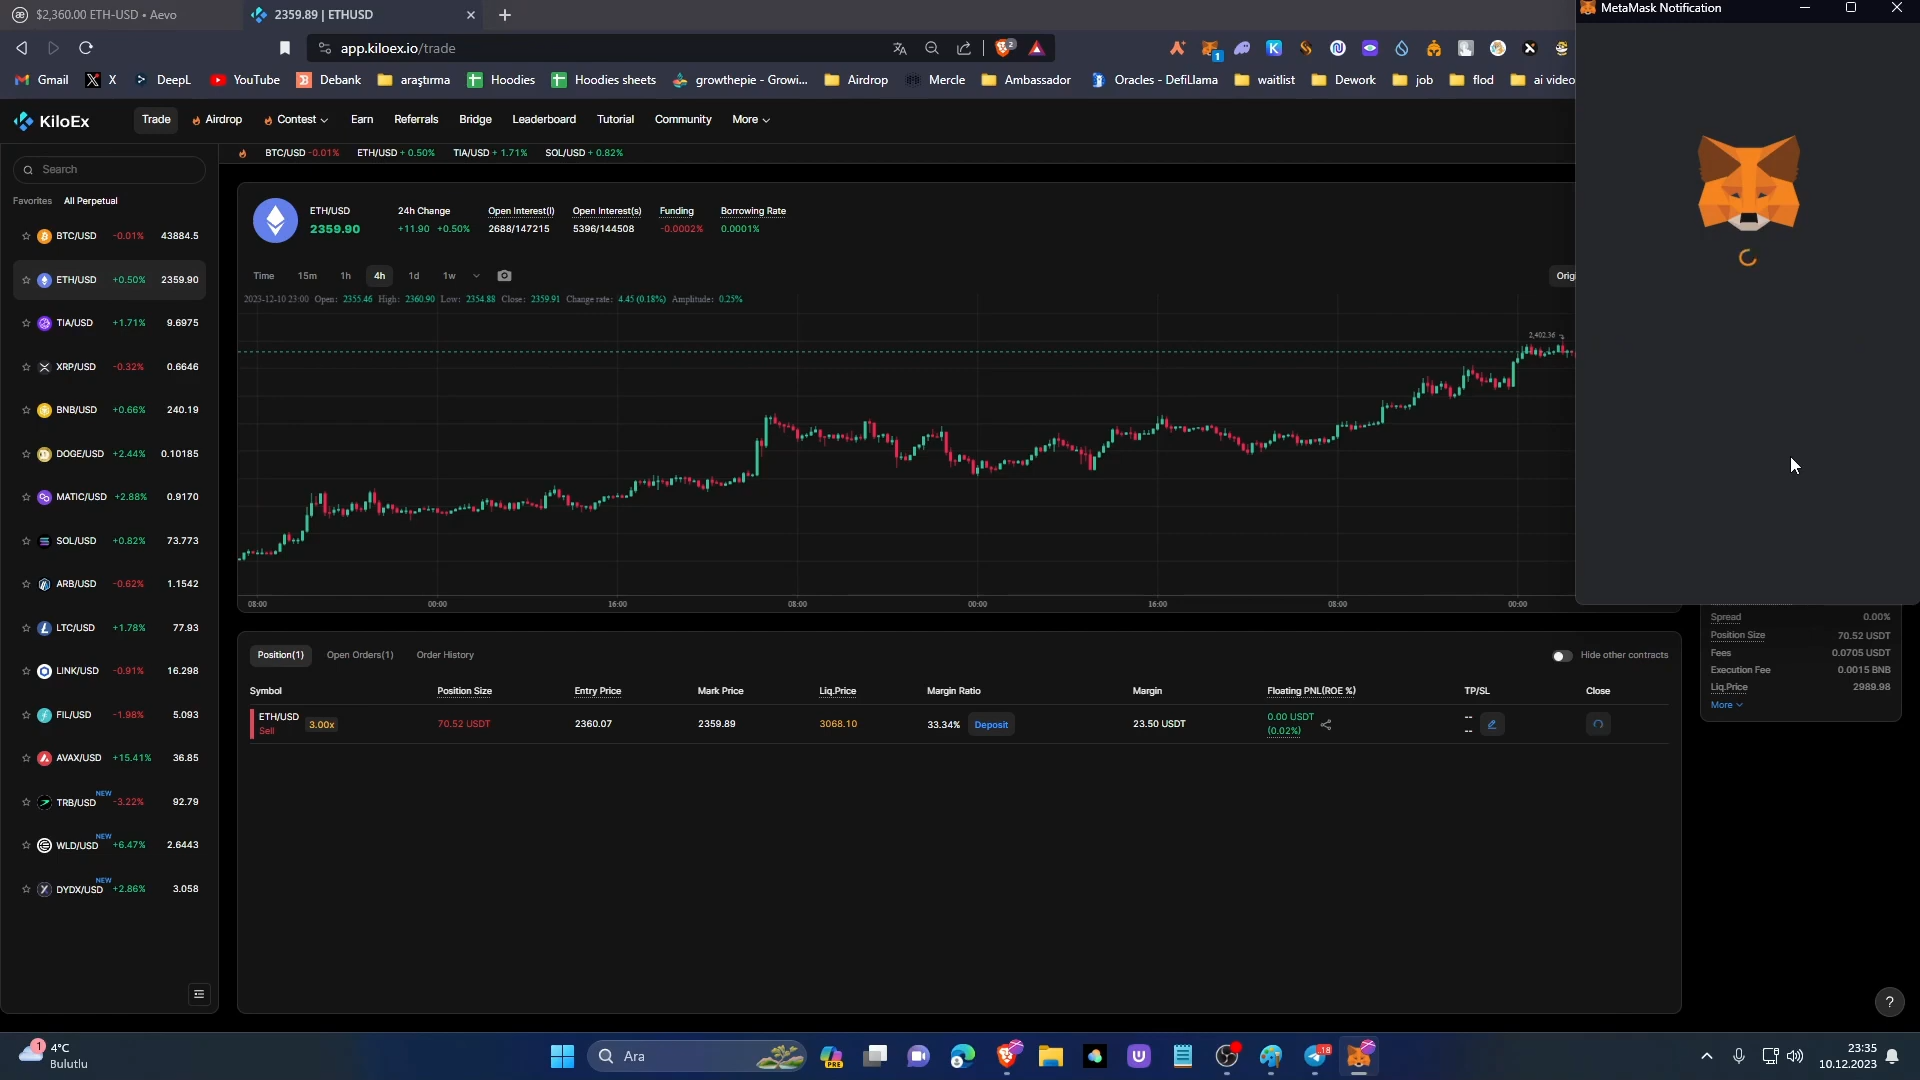 $2,360.00 ETH-USD • Aevo
2359.89 | ETHUSD
MetaMask Notification
app.kiloex.io/trade
2
1
Gmail
X
DeepL
YouTube
Debank
araştırma
Hoodies
Hoodies sheets
growthepie - Growi...
Airdrop
Mercle
Ambassador
Oracles - DefiLlama
waitlist
Dework
job
flod
ai video
KiloEx
Trade
Airdrop
Contest
Earn
Referrals
Bridge
Leaderboard
Tutorial
Community
More
BTC/USD -0.01% ETH/USD + 0.50% TIA/USD + 1.71% SOL/USD + 0.82%
Search
Favorites All Perpetual
BTC/USD -0.01% 43884.5
ETH/USD +0.50% 2359.90
TIA/USD +1.71% 9.6975
XRP/USD -0.32% 0.6646
BNB/USD +0.66% 240.19
DOGE/USD +2.44% 0.10185
MATIC/USD +2.88% 0.9170
SOL/USD +0.82% 73.773
ARB/USD -0.62% 1.1542
LTC/USD +1.78% 77.93
LINK/USD -0.91% 16.298
FIL/USD -1.98% 5.093
AVAX/USD +15.41% 36.85
NEW
TRB/USD -3.22% 92.79
NEW
WLD/USD +6.47% 2.6443
NEW
DYDX/USD +2.86% 3.058
ETH/USD 24h Change Open Interest(l) Open Interest(s) Funding Borrowing Rate
2359.90 +11.90 +0.50% 2688/147215 5396/144508 -0.0002% 0.0001%
Time 15m 1h 4h 1d 1w
Origi
2023-12-10 23:00 Open: 2355.46 High: 2360.90 Low: 2354.88 Close: 2359.91 Change rate: 4.45 (0.18%) Amplitude: 0.25%
2,402.36
08:00 00:00 16:00 08:00 00:00 16:00 08:00 00:00
Spread 0.00%
Position Size 70.52 USDT
Fees 0.0705 USDT
Execution Fee 0.0015 BNB
Liq.Price 2989.98
More
Position(1) Open Orders(1) Order History
Hide other contracts
Symbol Position Size Entry Price Mark Price Liq.Price Margin Ratio Margin Floating PNL(ROE %) TP/SL Close
ETH/USD
Sell
3.00x 70.52 USDT 2360.07 2359.89 3068.10 33.34% Deposit 23.50 USDT
0.00 USDT
(0.02%)
--
--
?
1
4°C
Bulutlu
Ara
PRE
18
23:35
10.12.2023